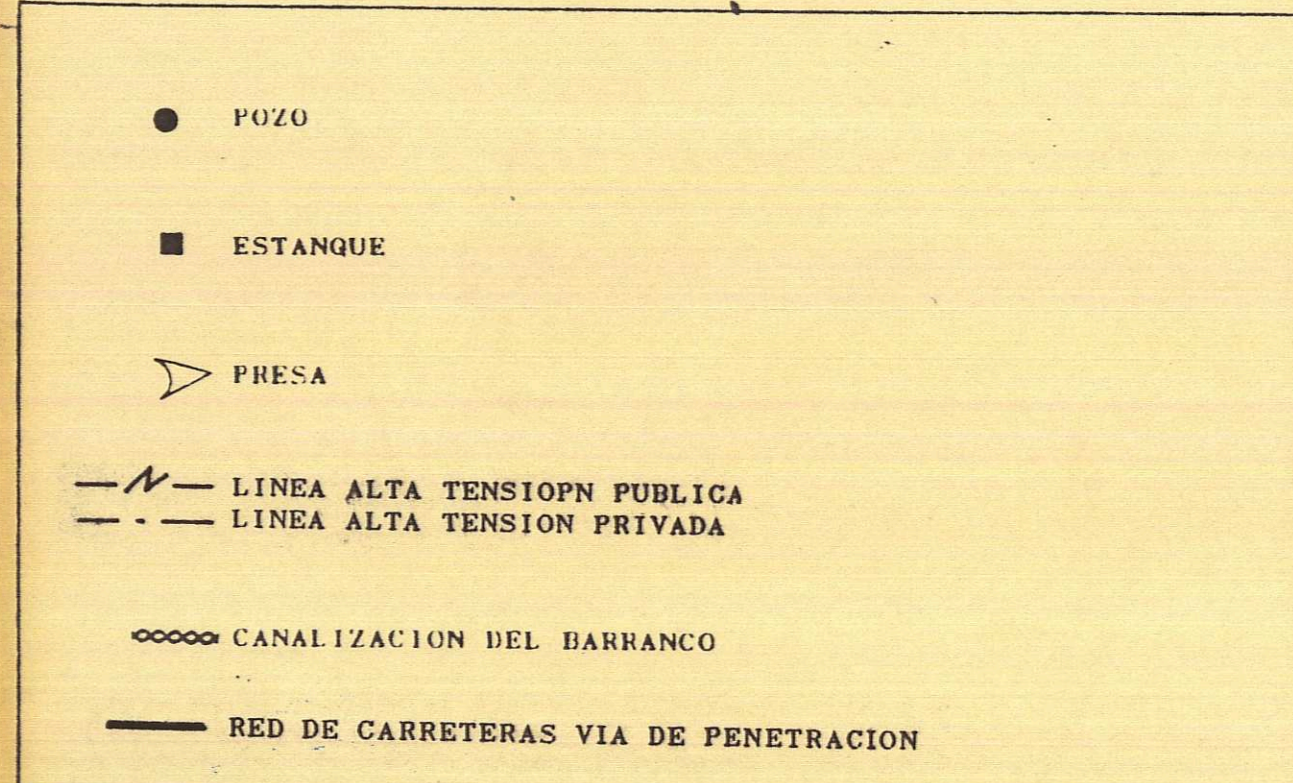 POZO
ESTANQUE
PRESA
LINEA ALTA TENSIOPN PUBLICA
LINEA ALTA TENSION PRIVADA
CANALIZACION DEL BARRANCO
RED DE CARRETERAS VIA DE PENETRACION